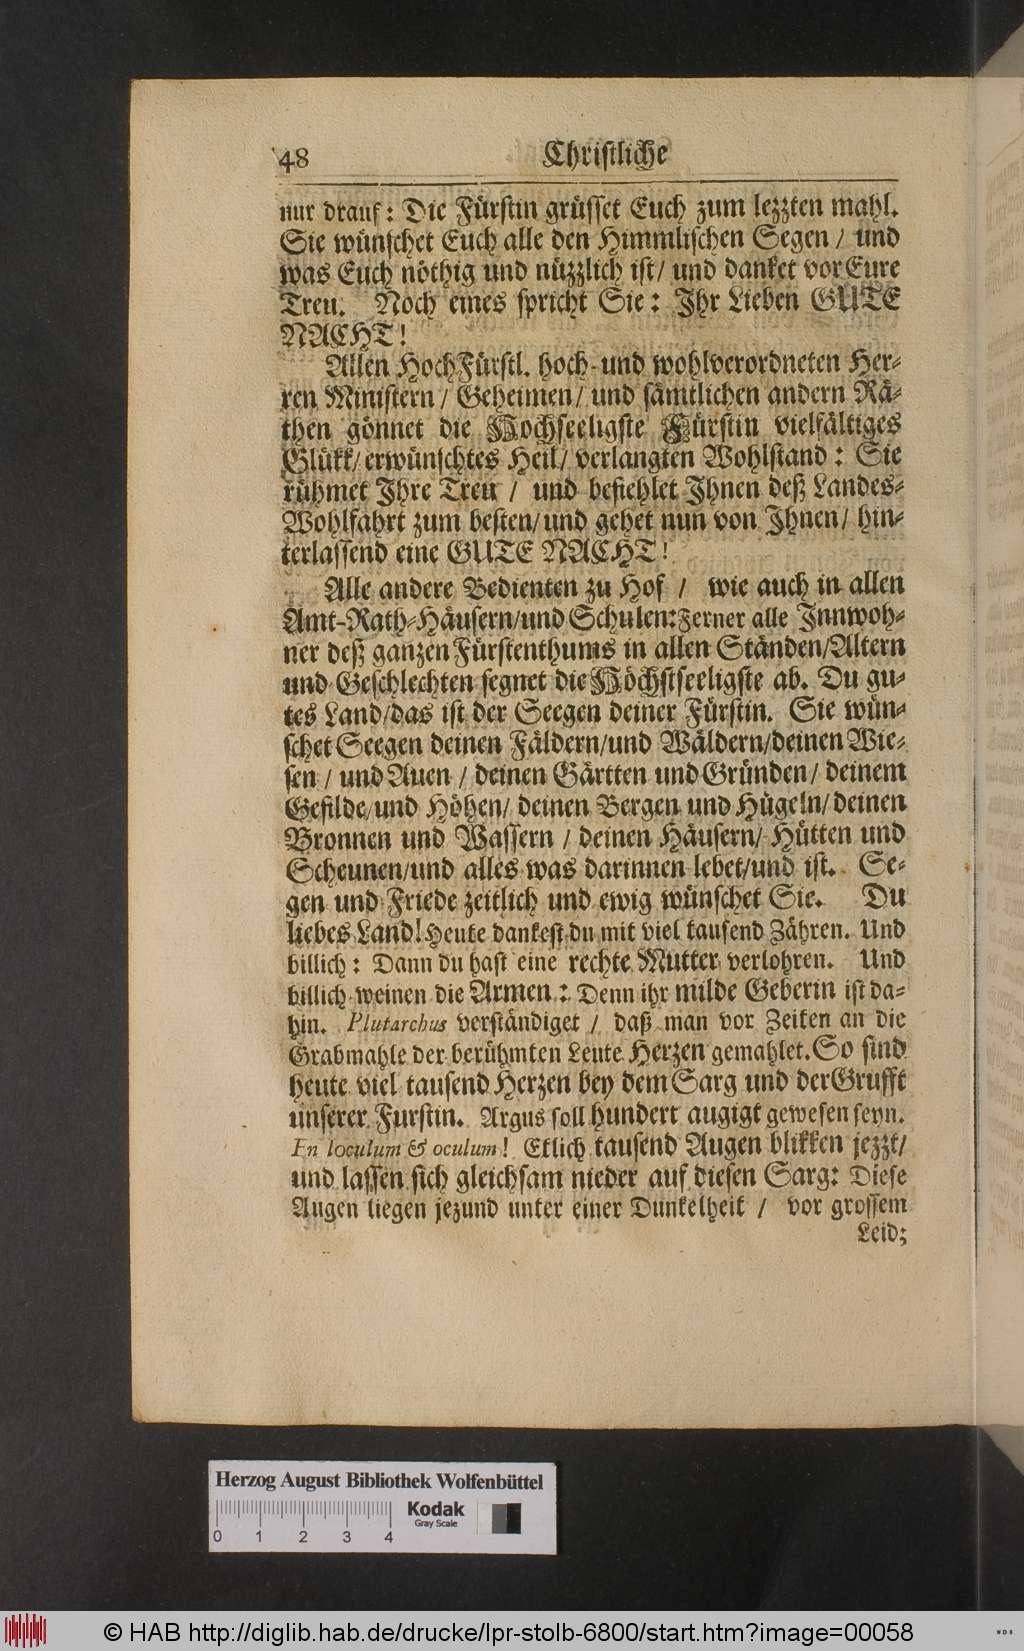 48 Christliche
nur drauf: Die Fürstin grüsset Euch zum lezzten mahl.
Sie wünschet Euch alle den Himmlischen Segen / und
was Euch nöthig und nüzzlich ist/ und danket vor Eure
Treu. Noch eines spricht Sie: Ihr Lieben GUTE
NACHT!
Allen HochFürstl. hoch- und wohlverordneten Her-
ren Ministern / Geheimen / und sämtlichen andern Rä-
then gönnet die Hochseeligste Fürstin vielfältiges
Glükk/ erwünschtes Heil/ verlangten Wohlstand: Sie
rühmet Ihre Treu / und befiehlet Ihnen deß Landes-
Wohlfahrt zum besten/ und gehet nun von Ihnen/ hin-
terlassend eine GUTE NACHT!
Alle andere Bedienten zu Hof / wie auch in allen
Amt-Rath-Häusern/und Schulen: Ferner alle Innwoh-
ner deß ganzen Fürstenthums in allen Ständen/Altern
und Geschlechten segnet die Höchstseeligste ab. Du gu-
tes Land/das ist der Seegen deiner Fürstin. Sie wün-
schet Seegen deinen Fäldern/und Wäldern/deinen Wie-
sen / und Auen / deinen Gärtten und Gründen/ deinem
Gefilde/und Höhen/ deinen Bergen und Hügeln/ deinen
Bronnen und Wassern / deinen Häusern/ Hütten und
Scheunen/und alles was darinnen lebet/und ist. Se-
gen und Friede zeitlich und ewig wünschet Sie. Du
liebes Land! Heute dankest du mit viel tausend Zähren. Und
billich: Dann du hast eine rechte Mutter verlohren. Und
billich weinen die Armen: Denn ihr milde Geberin ist da-
hin. Plutarchus verständiget / daß man vor Zeiten an die
Grabmahle der berühmten Leute Herzen gemahlet. So sind
heute viel tausend Herzen bey dem Sarg und der Grufft
unserer Furstin. Argus soll hundert augigt gewesen seyn.
En loculum & oculum! Etlich tausend Augen blikken jezzt/
und lassen sich gleichsam nieder auf diesen Sarg: Diese
Augen liegen jezund unter einer Dunkelheit / vor grossem
Leid;
Herzog August Bibliothek Wolfenbüttel
Kodak
Gray Scale
0 1 2 3 4
© HAB http://diglib.hab.de/drucke/lpr-stolb-6800/start.htm?image=00058
WDB